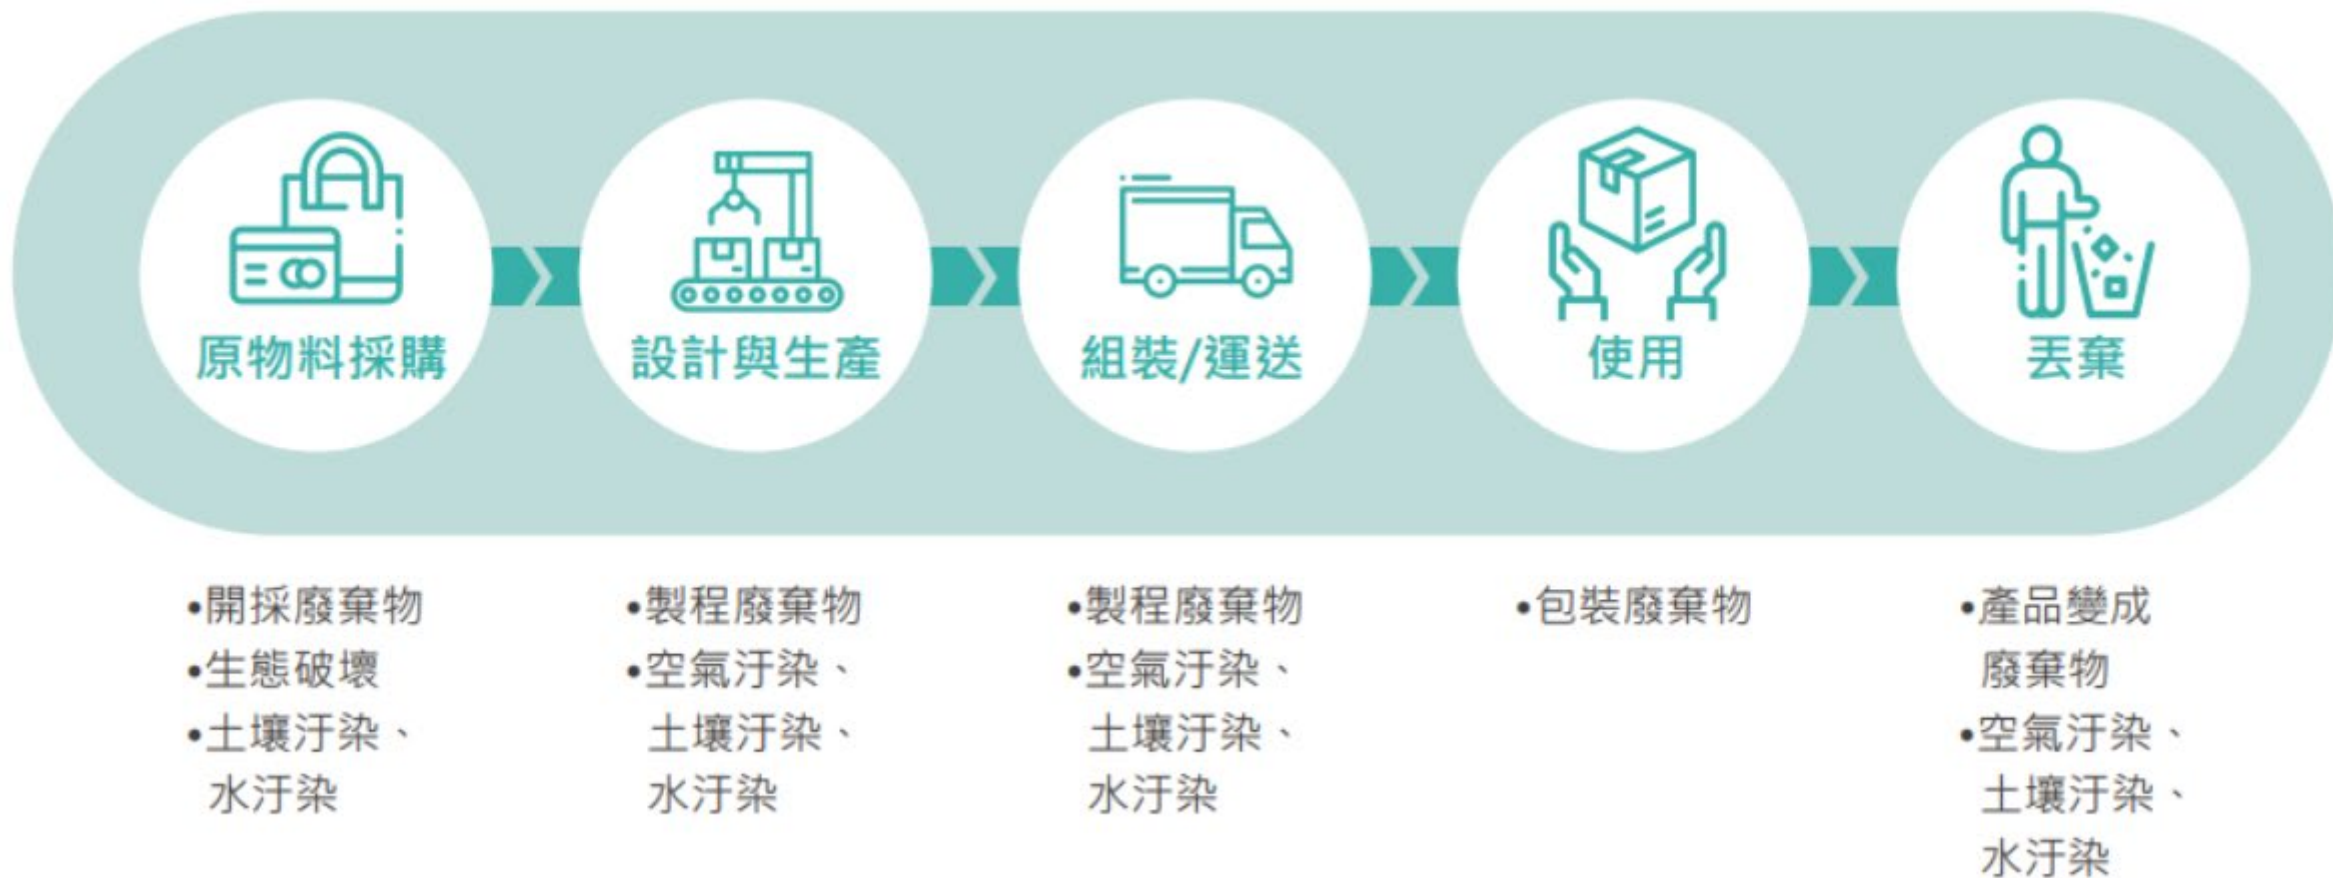 原物料採購
設計與生產
組裝/運送
使用
丟棄
•開採廢棄物
•生態破壞
•土壤汙染、
水汙染
•製程廢棄物
•空氣汙染、
土壤汙染、
水汙染
•製程廢棄物
•空氣汙染、
土壤汙染、
水汙染
•包裝廢棄物
•產品變成
廢棄物
•空氣汙染、
土壤汙染、
水汙染